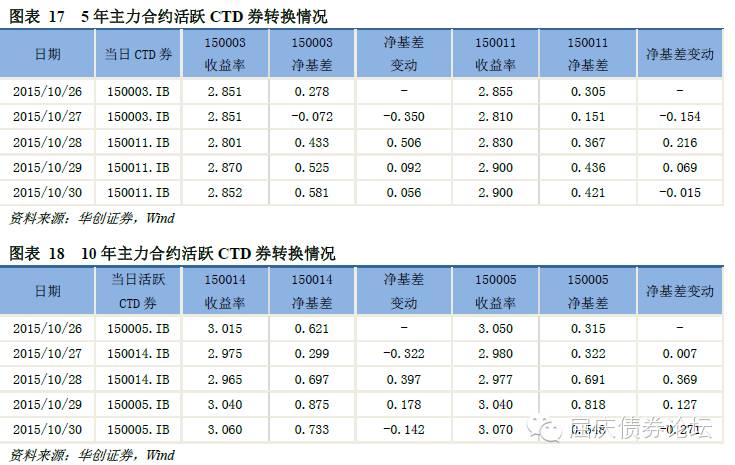 图表 17 5 年主力合约活跃 CTD 券转换情况
日期 当日 CTD 券 150003 收益率 150003 净基差 净基差变动 150011 收益率 150011 净基差 净基差变动
2015/10/26 150003.IB 2.851 0.278 - 2.855 0.305 -
2015/10/27 150003.IB 2.851 -0.072 -0.350 2.810 0.151 -0.154
2015/10/28 150011.IB 2.801 0.433 0.506 2.830 0.367 0.216
2015/10/29 150011.IB 2.870 0.525 0.092 2.900 0.436 0.069
2015/10/30 150011.IB 2.852 0.581 0.056 2.900 0.421 -0.015
资料来源：华创证券，Wind
图表 18 10 年主力合约活跃 CTD 券转换情况
日期 当日活跃 CTD 券 150014 收益率 150014 净基差 净基差变动 150005 收益率 150005 净基差 净基差变动
2015/10/26 150005.IB 3.015 0.621 - 3.050 0.315 -
2015/10/27 150014.IB 2.975 0.299 -0.322 2.980 0.322 0.007
2015/10/28 150014.IB 2.965 0.697 0.397 2.977 0.691 0.369
2015/10/29 150005.IB 3.040 0.875 0.178 3.040 0.818 0.127
2015/10/30 150005.IB 3.060 0.733 -0.142 3.070 0.548 -0.271
资料来源：华创证券，Wind
屈庆债券论坛